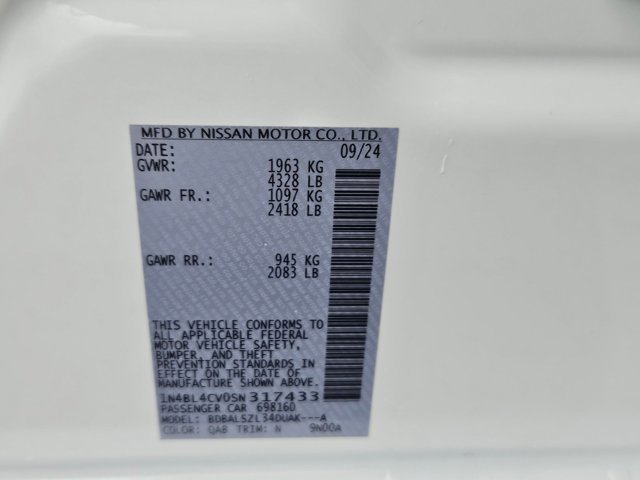 MFD BY NISSAN MOTOR CO., LTD.
DATE: 09/24
GVWR: 1963 KG
4328 LB
GAWR FR.: 1097 KG
2418 LB
GAWR RR.: 945 KG
2083 LB
THIS VEHICLE CONFORMS TO
ALL APPLICABLE FEDERAL
MOTOR VEHICLE SAFETY,
BUMPER, AND THEFT
PREVENTION STANDARDS IN
EFFECT ON THE DATE OF
MANUFACTURE SHOWN ABOVE.
1N4BL4CV0SN317433
PASSENGER CAR 698160
MODEL: BDBALSZL34DUAK---A
COLOR: QAB TRIM: N 9N00A